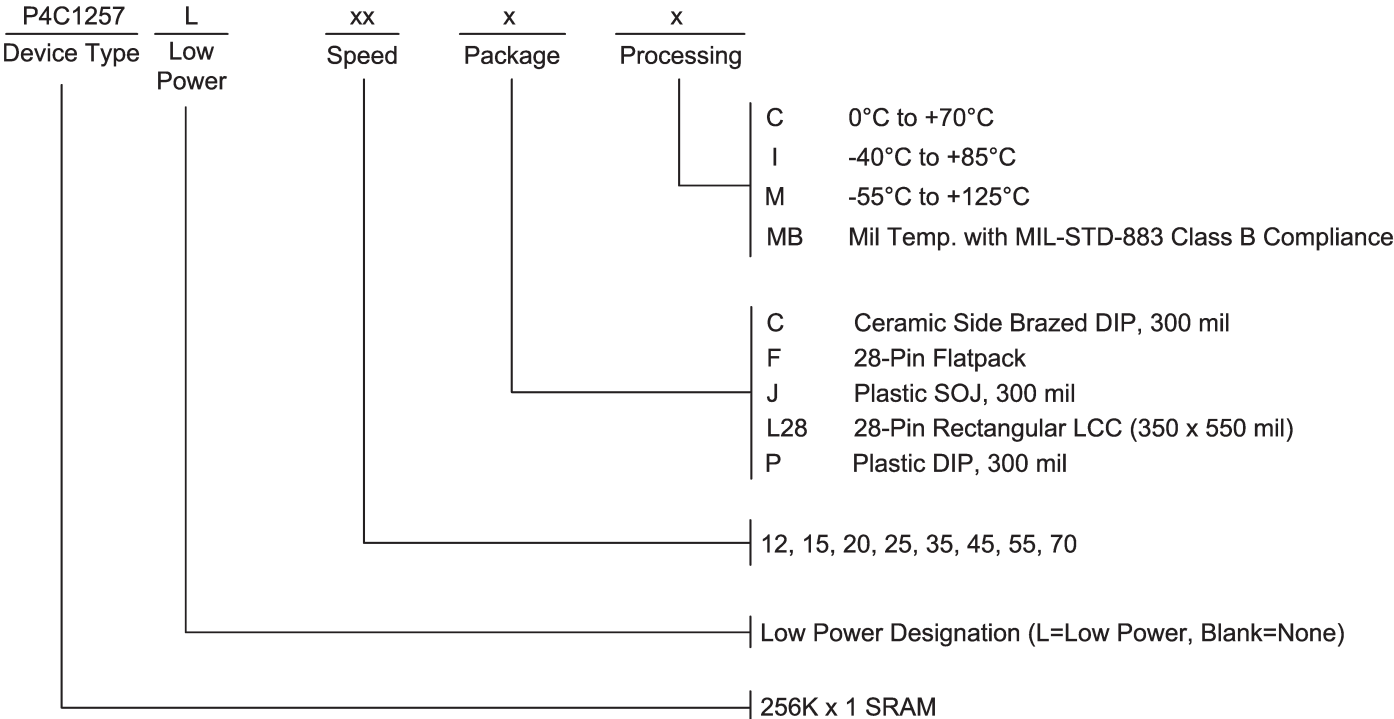 P4C1257 L xx x x
Device Type Low Power Speed Package Processing
C 0°C to +70°C
I -40°C to +85°C
M -55°C to +125°C
MB Mil Temp. with MIL-STD-883 Class B Compliance
C Ceramic Side Brazed DIP, 300 mil
F 28-Pin Flatpack
J Plastic SOJ, 300 mil
L28 28-Pin Rectangular LCC (350 x 550 mil)
P Plastic DIP, 300 mil
12, 15, 20, 25, 35, 45, 55, 70
Low Power Designation (L=Low Power, Blank=None)
256K x 1 SRAM